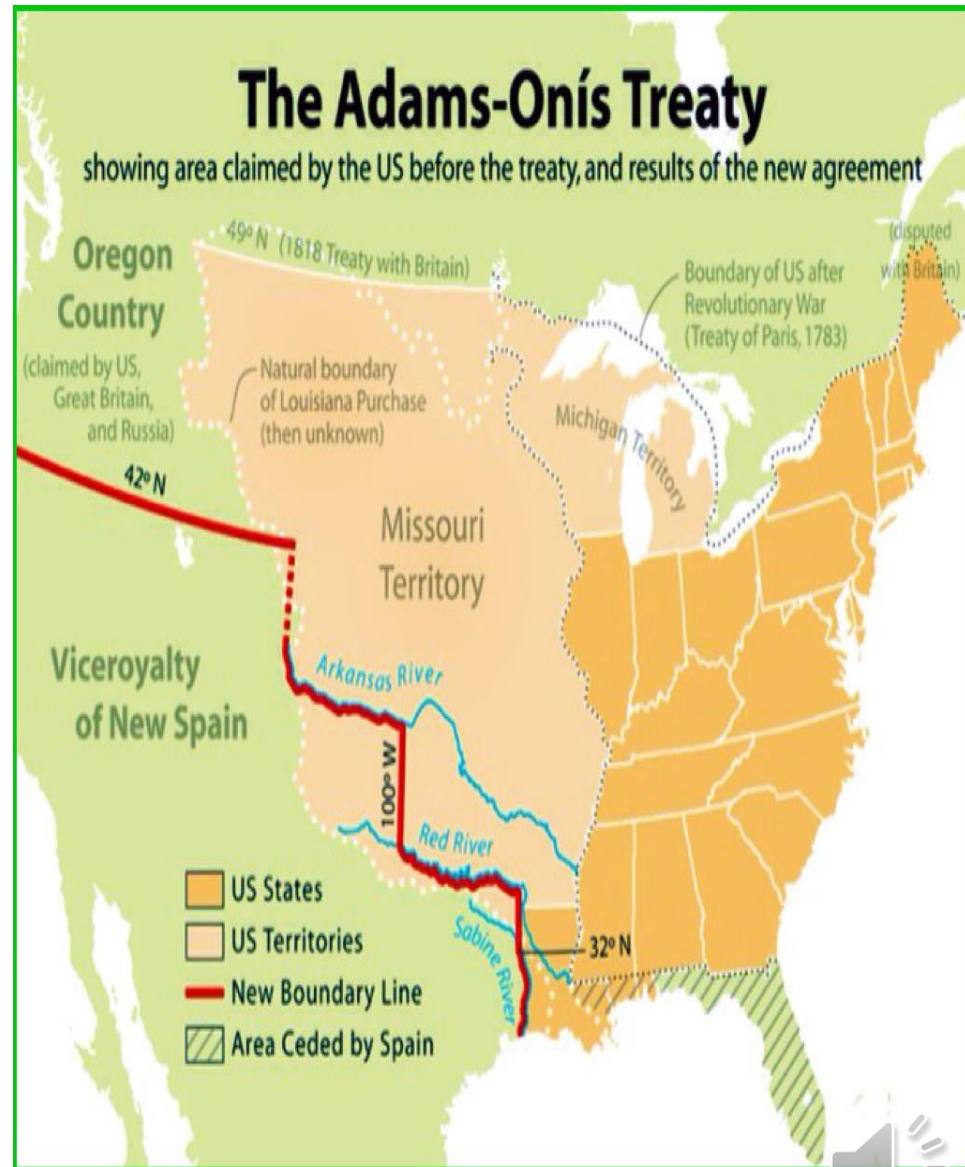 The Adams-Onís Treaty
showing area claimed by the US before the treaty, and results of the new agreement
Oregon
Country
(claimed by US,
Great Britain,
and Russia)
49º N (1818 Treaty with Britain)
(disputed
with Britain)
Boundary of US after
Revolutionary War
(Treaty of Paris, 1783)
Natural boundary
of Louisiana Purchase
(then unknown)
Michigan Territory
42º N
Missouri
Territory
Viceroyalty
of New Spain
Arkansas River
100º W
Red River
Sabine River
32º N
US States
US Territories
New Boundary Line
Area Ceded by Spain